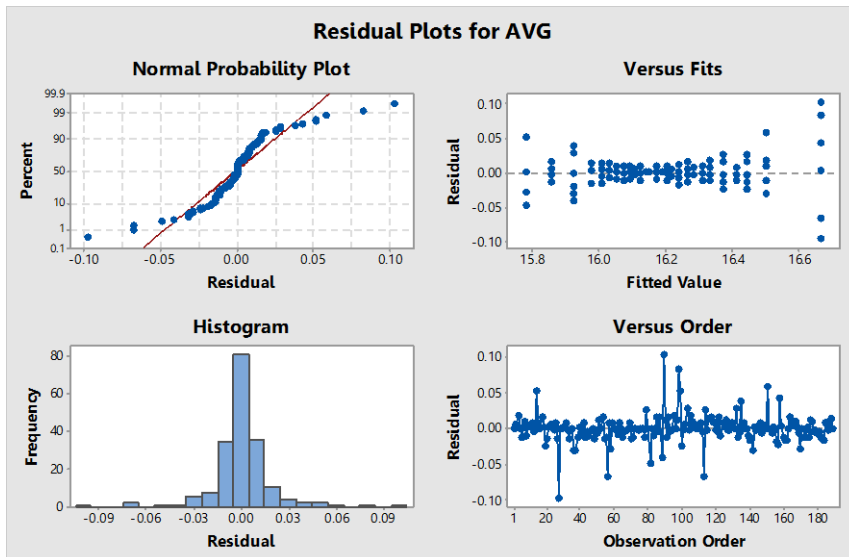 Residual Plots for AVG
Normal Probability Plot
99.9
99
90
50
10
1
0.1
Percent
-0.10 -0.05 0.00 0.05 0.10
Residual
Versus Fits
0.10
0.05
0.00
-0.05
-0.10
Residual
15.8 16.0 16.2 16.4 16.6
Fitted Value
Histogram
80
60
40
20
0
Frequency
-0.09 -0.06 -0.03 0.00 0.03 0.06 0.09
Residual
Versus Order
0.10
0.05
0.00
-0.05
-0.10
Residual
1 20 40 60 80 100 120 140 160 180
Observation Order